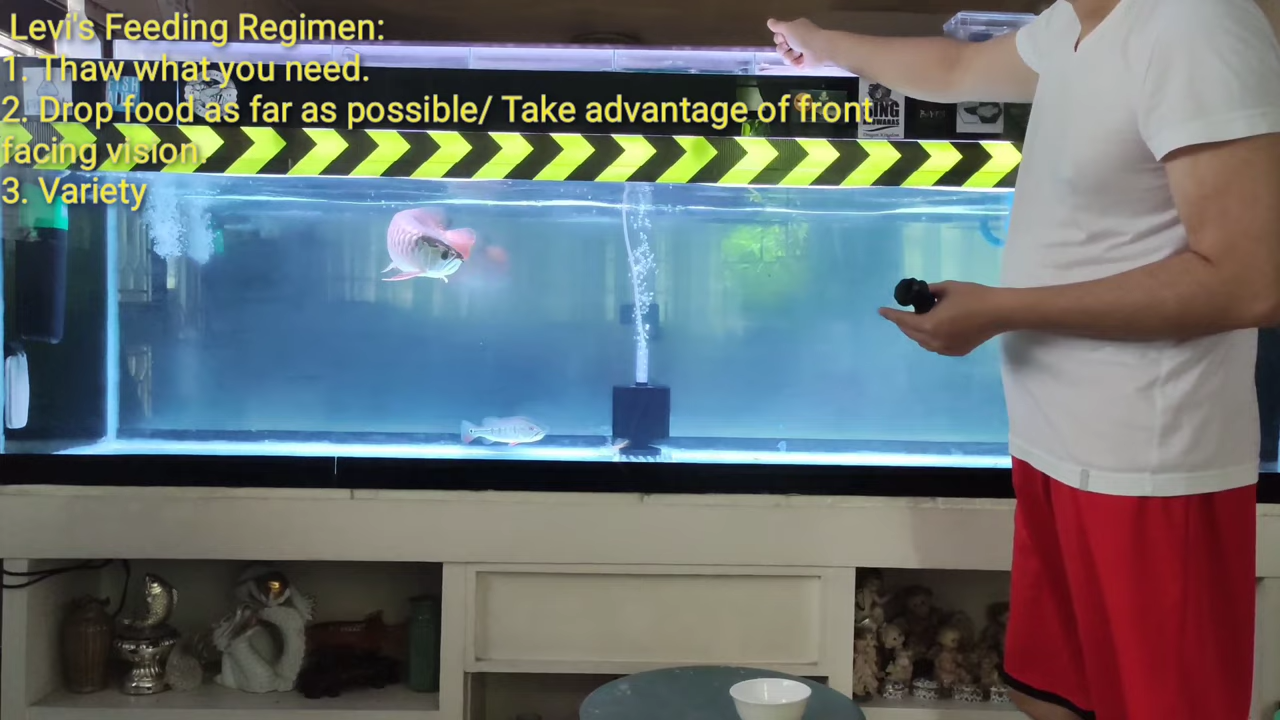 Levi's Feeding Regimen:
1. Thaw what you need.
2. Drop food as far as possible/ Take advantage of front
facing vision.
3. Variety